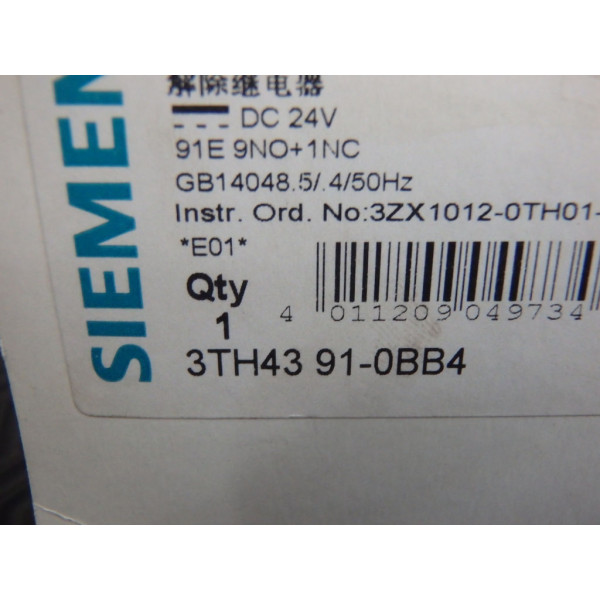 SIEMEN
解除继电器
DC 24V
91E 9NO+1NC
GB14048.5/.4/50Hz
Instr. Ord. No:3ZX1012-0TH01-
*E01*
Qty
1
4 011209 049734
3TH43 91-0BB4